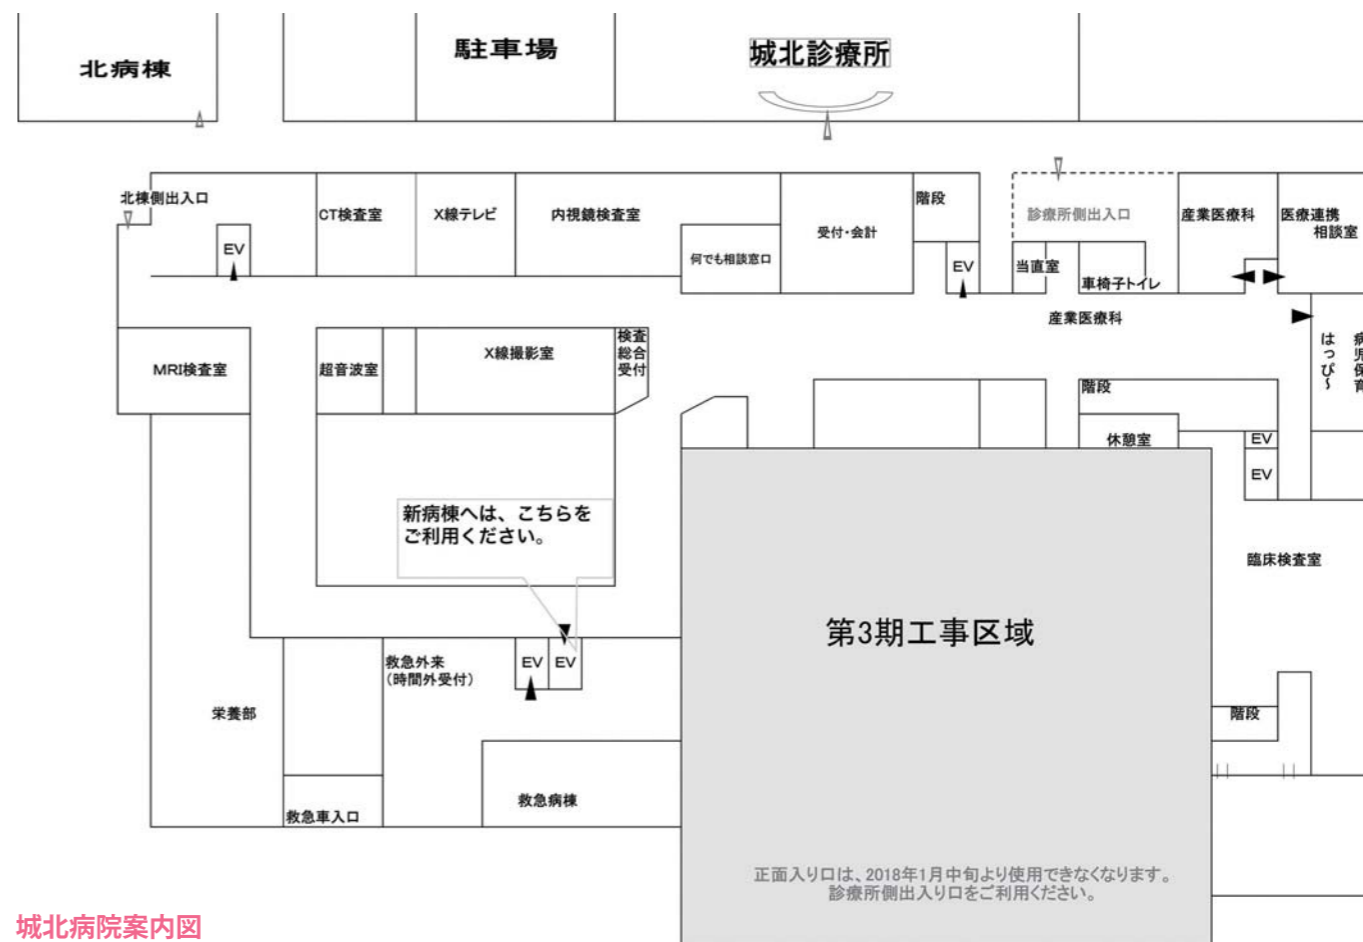 北病棟
駐車場
城北診療所
北棟側出入口
EV
CT検査室
X線テレビ
内視鏡検査室
何でも相談窓口
受付・会計
階段
EV
診療所側出入口
当直室
車椅子トイレ
産業医療科
医療連携
相談室
産業医療科
MRI検査室
超音波室
X線撮影室
検査
総合
受付
はっぴ~
病児保育
階段
休憩室
EV
EV
新病棟へは、こちらを
ご利用ください。
臨床検査室
第3期工事区域
救急外来
(時間外受付)
EV
EV
栄養部
階段
救急病棟
救急車入口
正面入り口は、2018年1月中旬より使用できなくなります。
診療所側出入り口をご利用ください。
城北病院案内図